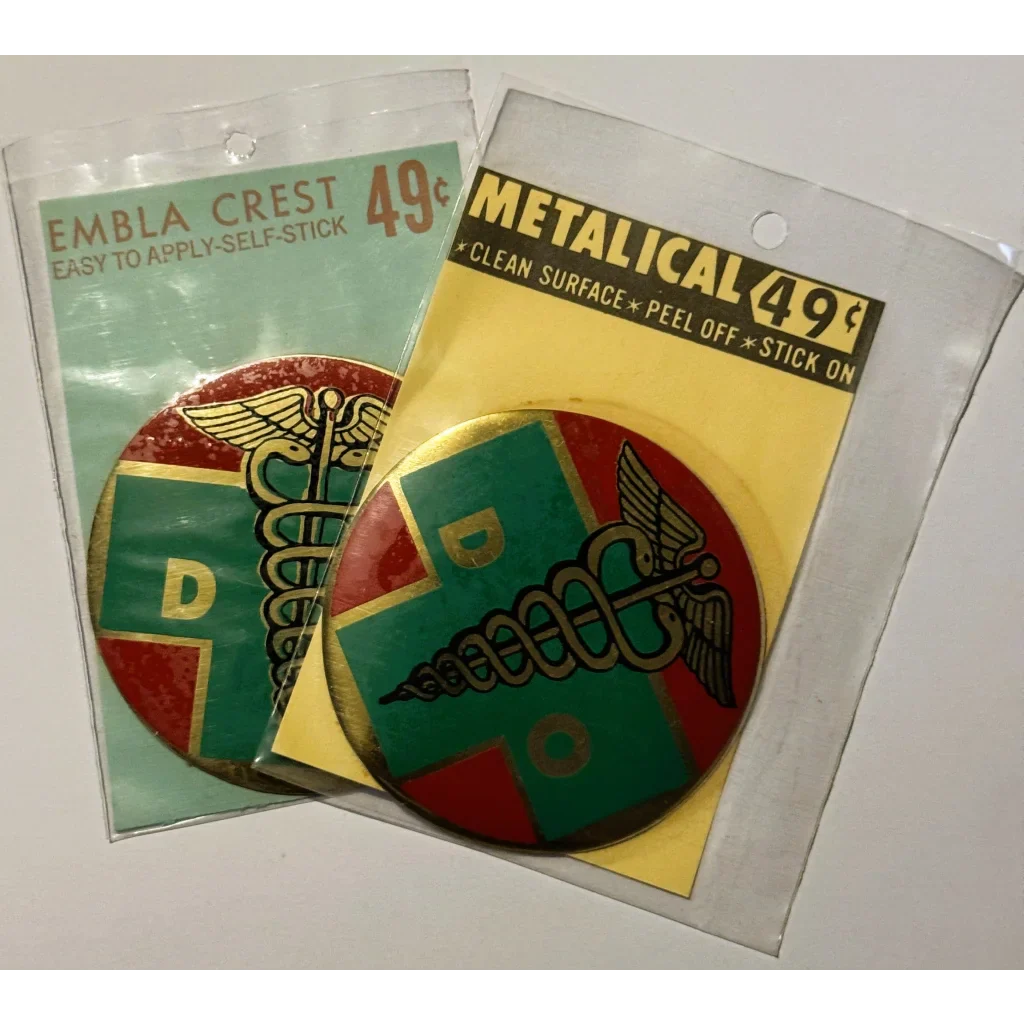 EMBLA CREST 49¢
EASY TO APPLY-SELF-STICK
D
METALICAL 49¢
*CLEAN SURFACE*PEEL OFF*STICK ON
D
O